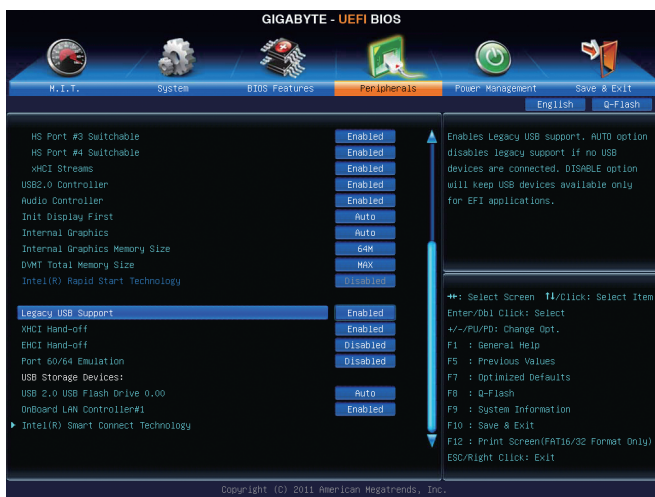 GIGABYTE - UEFI BIOS
M.I.T. System BIOS Features Peripherals Power Management Save & Exit
English Q-Flash
HS Port #3 Switchable Enabled
HS Port #4 Switchable Enabled
xHCI Streams Enabled
USB2.0 Controller Enabled
Audio Controller Enabled
Init Display First Auto
Internal Graphics Auto
Internal Graphics Memory Size 64M
DVMT Total Memory Size MAX
Intel(R) Rapid Start Technology Disabled
Legacy USB Support Enabled
XHCI Hand-off Enabled
EHCI Hand-off Disabled
Port 60/64 Emulation Disabled
USB Storage Devices:
USB 2.0 USB Flash Drive 0.00 Auto
OnBoard LAN Controller#1 Enabled
Intel(R) Smart Connect Technology
Enables Legacy USB support. AUTO option
disables legacy support if no USB
devices are connected. DISABLE option
will keep USB devices available only
for EFI applications.
→←: Select Screen ↑↓/Click: Select Item
Enter/Dbl Click: Select
+/-/PU/PD: Change Opt.
F1 : General Help
F5 : Previous Values
F7 : Optimized Defaults
F8 : Q-Flash
F9 : System Information
F10 : Save & Exit
F12 : Print Screen(FAT16/32 Format Only)
ESC/Right Click: Exit
Copyright (C) 2011 American Megatrends, Inc.